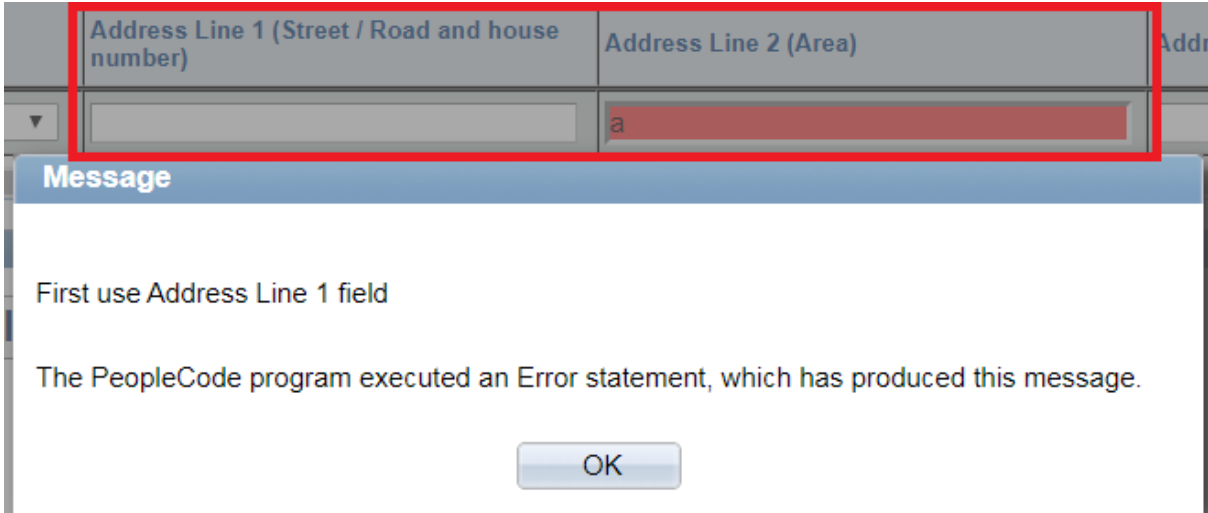 Address Line 1 (Street / Road and house
number)
Address Line 2 (Area)
Addr
a
Message
First use Address Line 1 field
The PeopleCode program executed an Error statement, which has produced this message.
OK